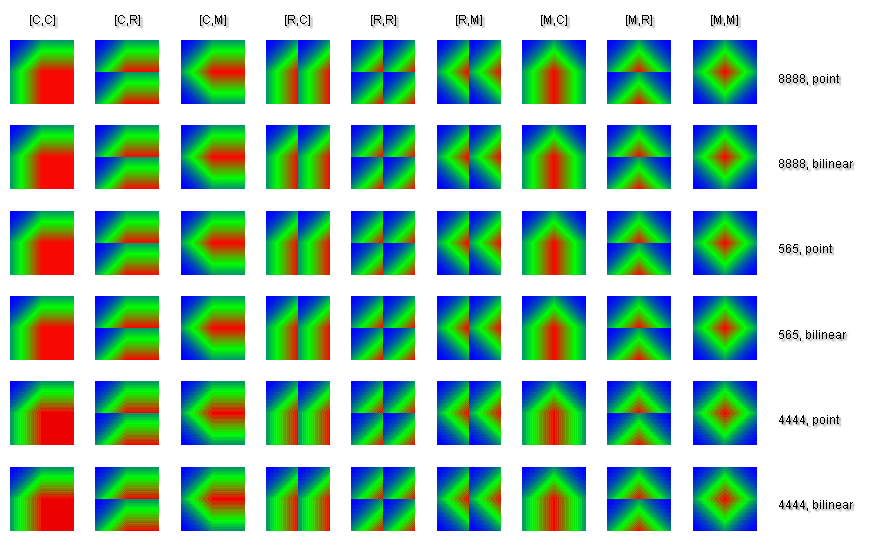 [C,C] [C,R] [C,M] [R,C] [R,R] [R,M] [M,C] [M,R] [M,M]
8888, point
8888, bilinear
565, point
565, bilinear
4444, point
4444, bilinear